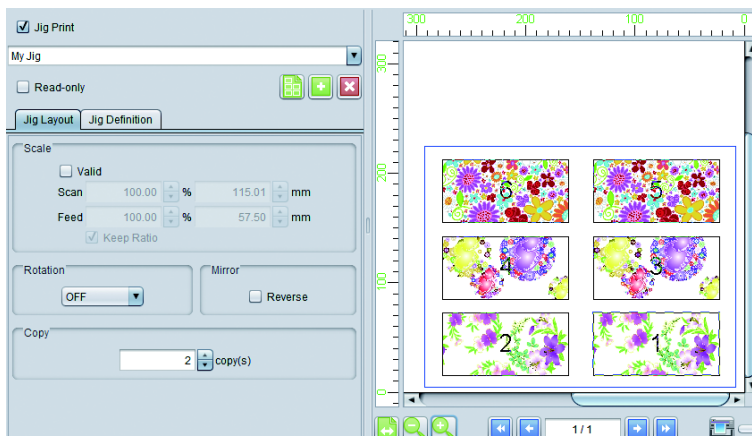 Jig Print
My Jig
Read-only
Jig Layout
Jig Definition
Scale
Valid
Scan 100.00 % 115.01 mm
Feed 100.00 % 57.50 mm
Keep Ratio
Rotation
OFF
Mirror
Reverse
Copy
2 copy(s)
300 200 100 0
300
200
100
0
6 5
4 3
2 1
1/1